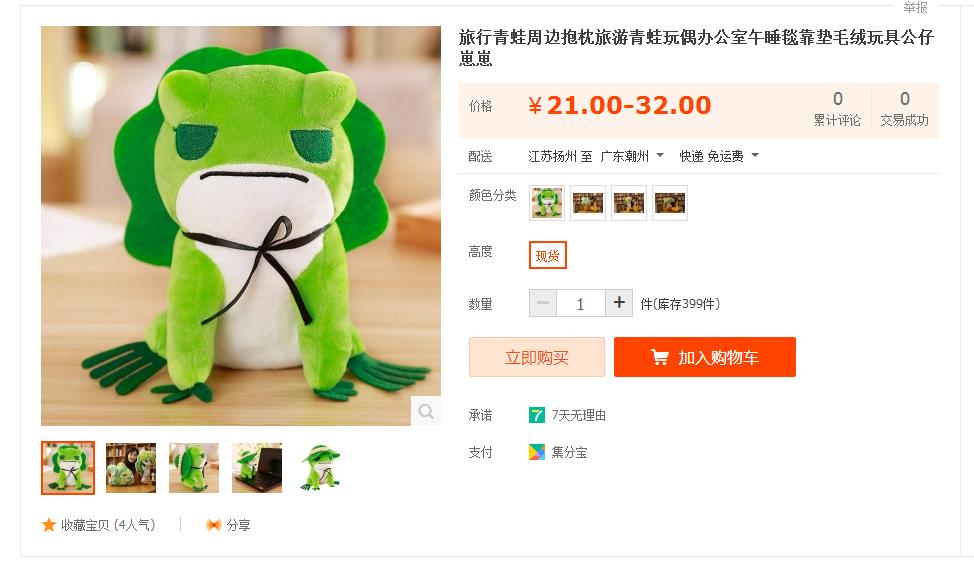 举报
旅行青蛙周边抱枕旅游青蛙玩偶办公室午睡毯靠垫毛绒玩具公仔
崽崽
价格 ¥21.00-32.00
0 累计评论
0 交易成功
配送 江苏扬州 至 广东潮州 快递 免运费
颜色分类
高度 现货
数量 1 + 件(库存399件)
立即购买 加入购物车
承诺 7 7天无理由
支付 集分宝
收藏宝贝 (4人气) 分享